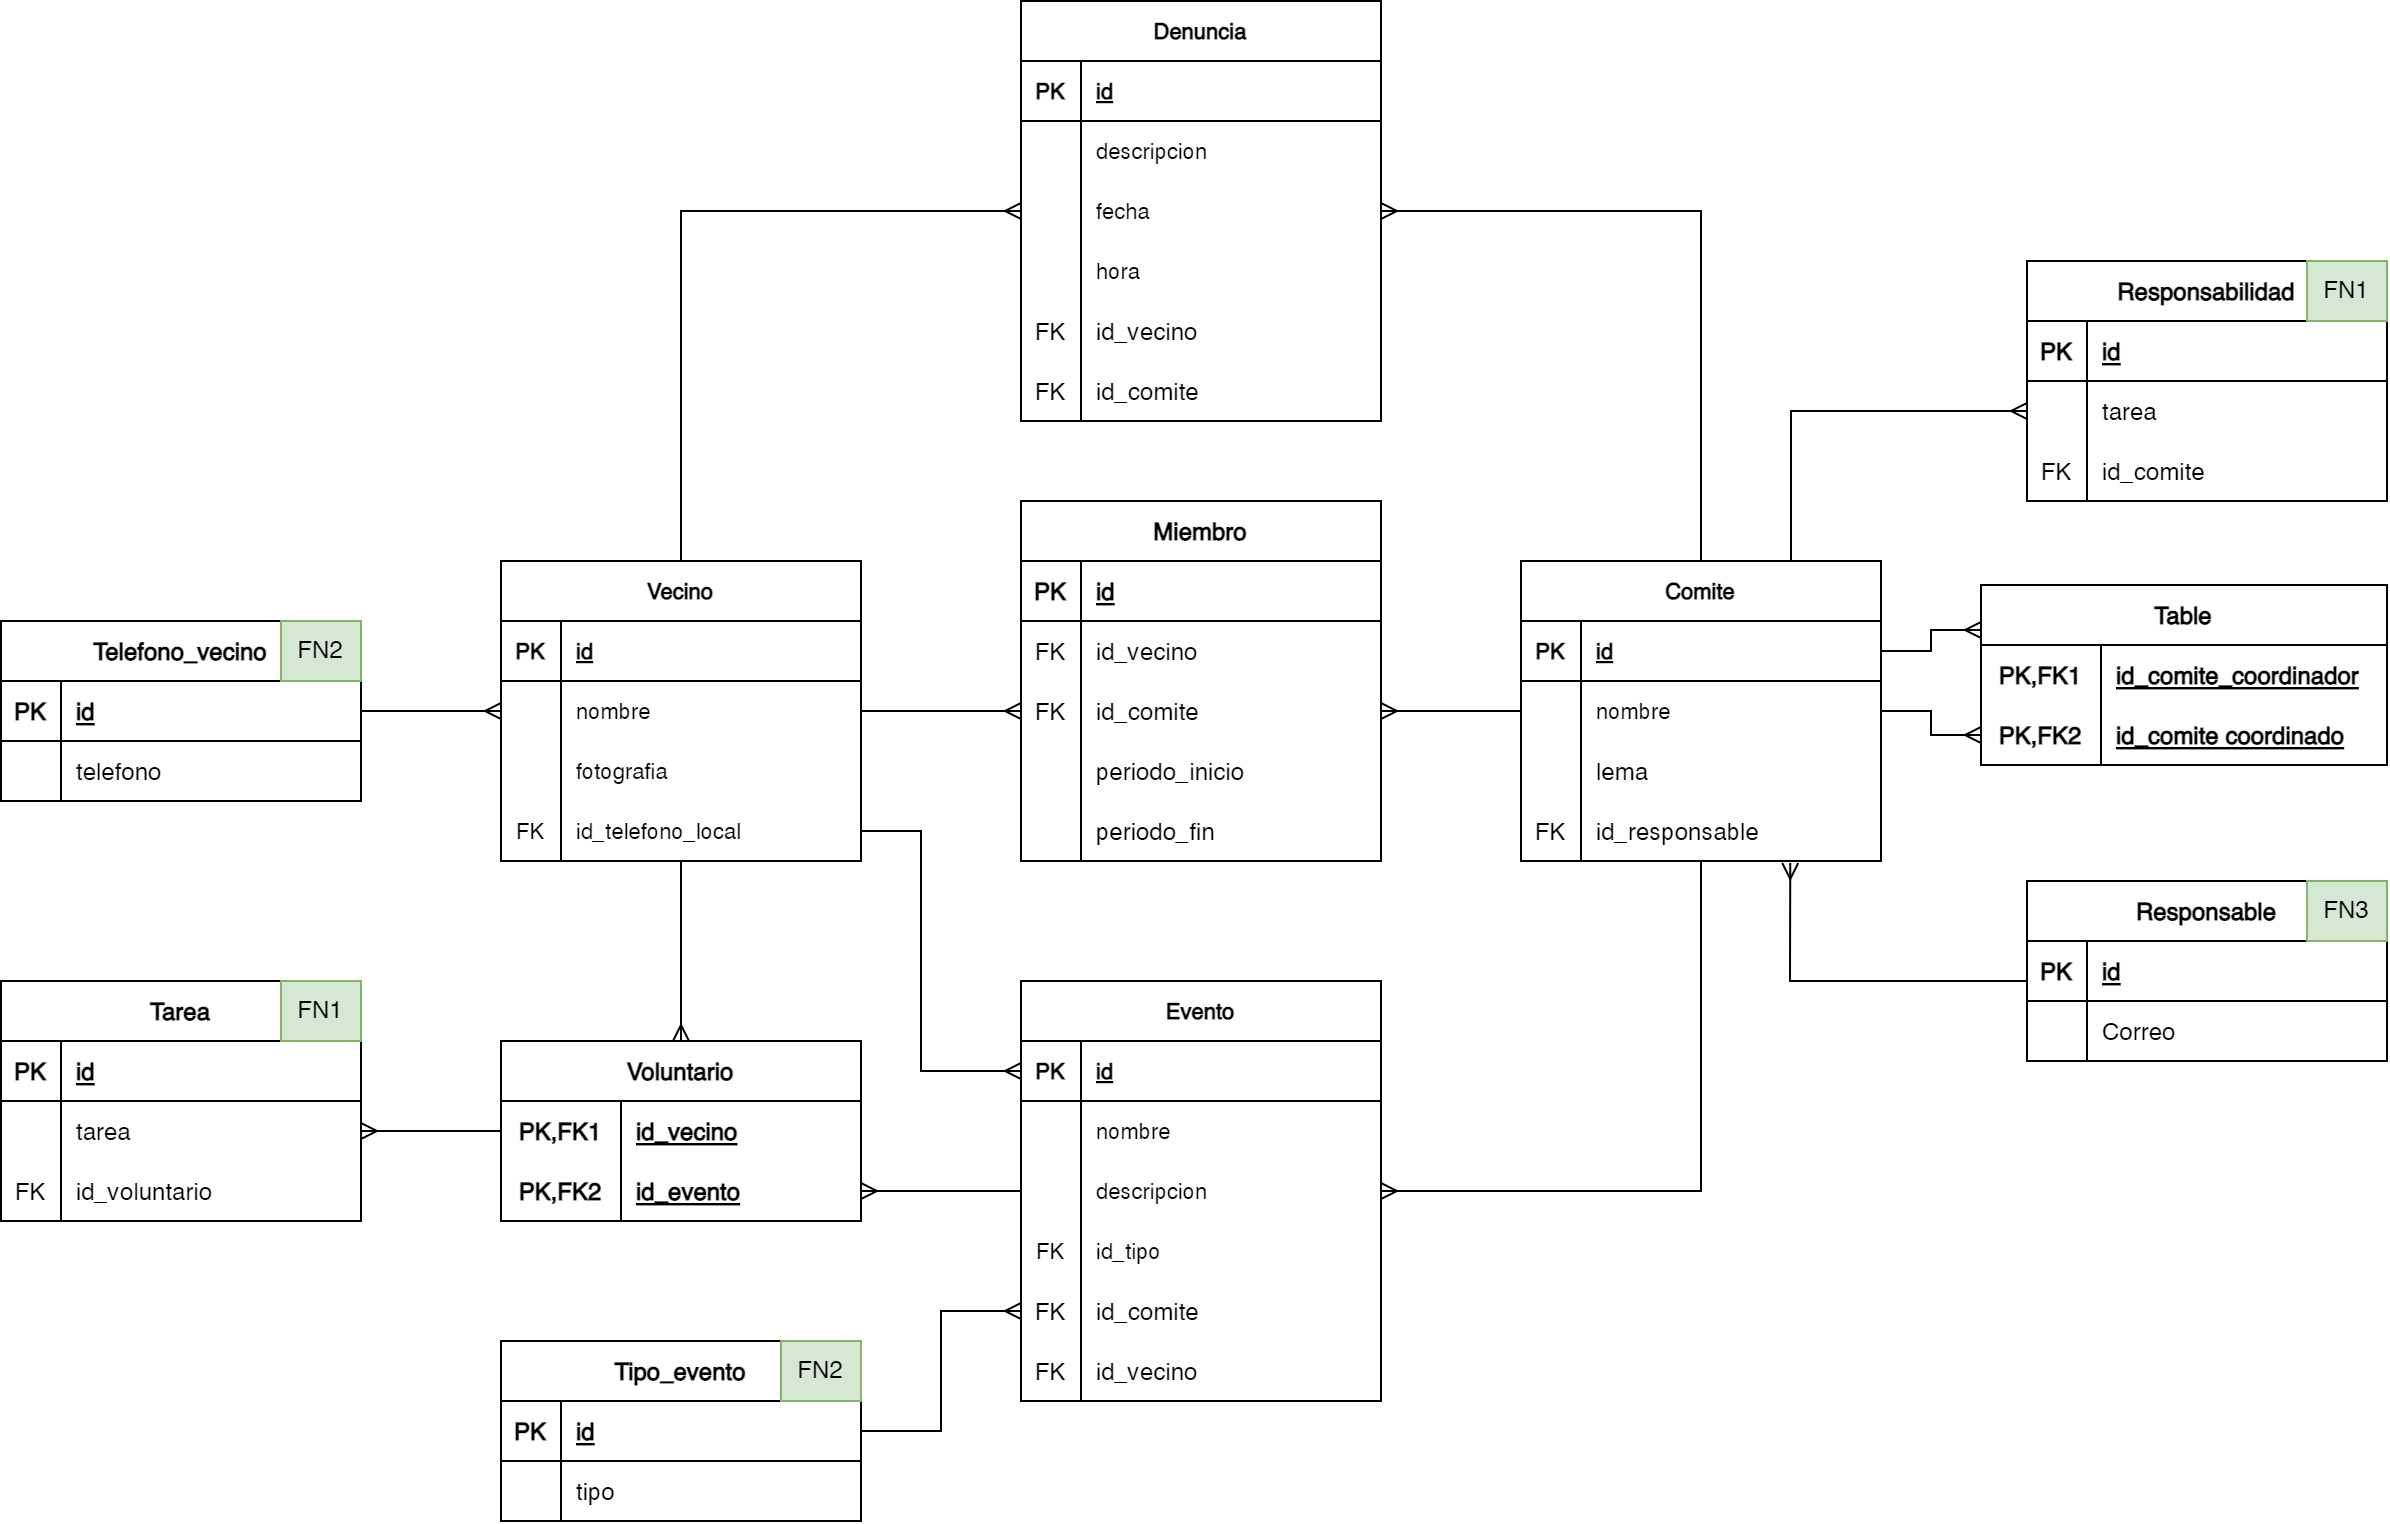 Denuncia
PK id
descripcion
fecha
hora
FK id_vecino
FK id_comite
Responsabilidad FN1
PK id
tarea
FK id_comite
Miembro
PK id
FK id_vecino
FK id_comite
periodo_inicio
periodo_fin
Vecino
PK id
nombre
fotografia
FK id_telefono_local
Comite
PK id
nombre
lema
FK id_responsable
Table
PK,FK1 id_comite_coordinador
PK,FK2 id_comite coordinado
Telefono_vecino FN2
PK id
telefono
Responsable FN3
PK id
Correo
Tarea FN1
PK id
tarea
FK id_voluntario
Voluntario
PK,FK1 id_vecino
PK,FK2 id_evento
Evento
PK id
nombre
descripcion
FK id_tipo
FK id_comite
FK id_vecino
Tipo_evento FN2
PK id
tipo